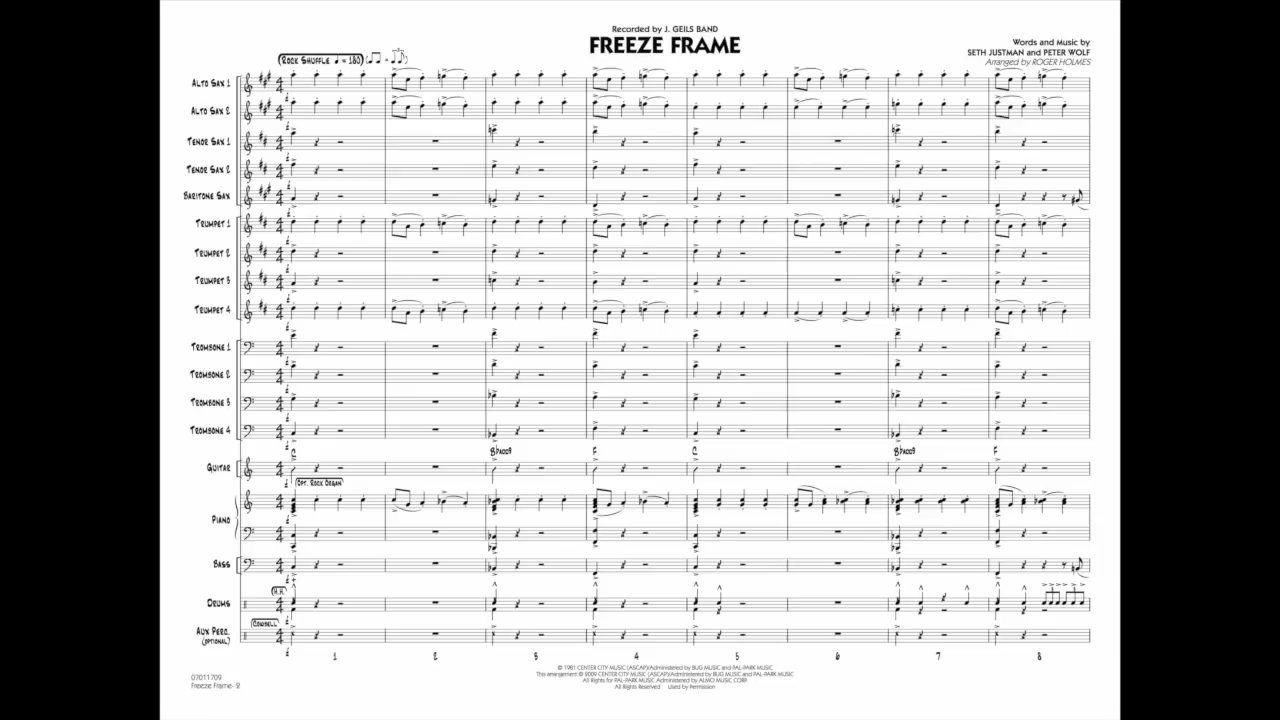 Recorded by J. GEILS BAND
FREEZE FRAME
Words and Music by
SETH JUSTMAN and PETER WOLF
Arranged by ROGER HOLMES
ROCK SHUFFLE ♩ = 180
ALTO SAX 1
ALTO SAX 2
TENOR SAX 1
TENOR SAX 2
BARITONE SAX
TRUMPET 1
TRUMPET 2
TRUMPET 3
TRUMPET 4
TROMBONE 1
TROMBONE 2
TROMBONE 3
TROMBONE 4
C B♭ADD9 F C B♭ADD9 F
GUITAR
OPT. ROCK ORGAN
PIANO
BASS
H.H.
DRUMS
COWBELL
AUX PERC.
(OPTIONAL)
1 2 3 4 5 6 7 8
© 1981 CENTER CITY MUSIC (ASCAP)/Administered by BUG MUSIC and PAL-PARK MUSIC
This arrangement © 2009 CENTER CITY MUSIC (ASCAP)/Administered by BUG MUSIC and PAL-PARK MUSIC
All Rights for PAL-PARK MUSIC Administered by ALMO MUSIC CORP.
All Rights Reserved Used by Permission
07011709
Freeze Frame- 2